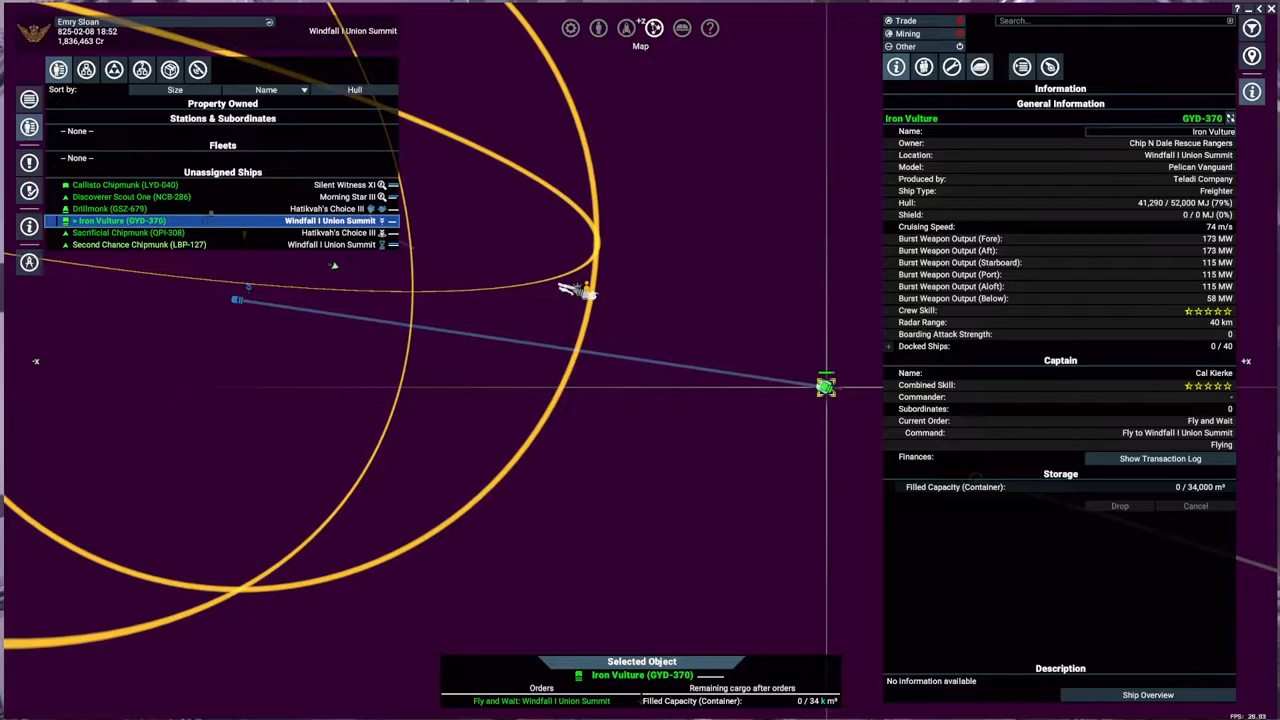 Emry Sloan
825-02-08 18:52
1,836,463 Cr
Windfall I Union Summit
Map
+z
Sort by: Size Name Hull
Property Owned
Stations & Subordinates
-- None --
Fleets
-- None --
Unassigned Ships
Callisto Chipmunk (LYD-040) Silent Witness XI
Discoverer Scout One (NCB-286) Morning Star III
Drillmonk (GSZ-679) Hatikvah's Choice III
> Iron Vulture (GYD-370) Windfall I Union Summit
Sacrificial Chipmunk (QPI-308) Hatikvah's Choice III
Second Chance Chipmunk (LBP-127) Windfall I Union Summit
-x
+x
Selected Object
Iron Vulture (GYD-370)
Orders Remaining cargo after orders
Fly and Wait: Windfall I Union Summit Filled Capacity (Container): 0 / 34 k m³
Trade
Mining
Other
Search...
Information
General Information
Iron Vulture GYD-370
Name: Iron Vulture
Owner: Chip N Dale Rescue Rangers
Location: Windfall I Union Summit
Model: Pelican Vanguard
Produced by: Teladi Company
Ship Type: Freighter
Hull: 41,290 / 52,000 MJ (79%)
Shield: 0 / 0 MJ (0%)
Cruising Speed: 74 m/s
Burst Weapon Output (Fore): 173 MW
Burst Weapon Output (Aft): 173 MW
Burst Weapon Output (Starboard): 115 MW
Burst Weapon Output (Port): 115 MW
Burst Weapon Output (Aloft): 115 MW
Burst Weapon Output (Below): 58 MW
Crew Skill:
Radar Range: 40 km
Boarding Attack Strength: 0
+ Docked Ships: 0 / 40
Captain
Name: Cal Kierke
Combined Skill:
Commander: -
Subordinates: 0
Current Order: Fly and Wait
Command: Fly to Windfall I Union Summit
Flying
Finances: Show Transaction Log
Storage
Filled Capacity (Container): 0 / 34,000 m³
Drop Cancel
Description
No information available
Ship Overview
FPS: 28.83